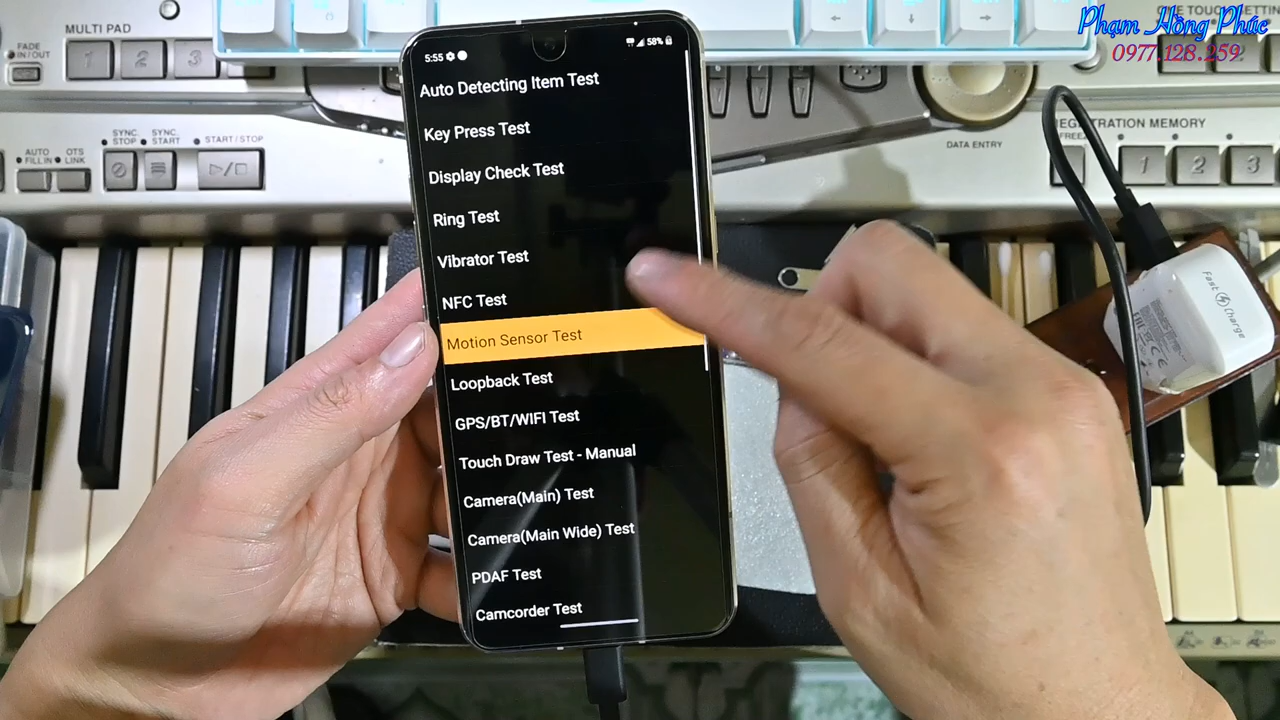 Phạm Hồng Phúc
0977.128.259
MULTI PAD
FADE
IN/OUT
1
2
3
SYNC.
STOP
SYNC.
START
START / STOP
AUTO
FILL IN
OTS
LINK
DATA ENTRY
REGISTRATION MEMORY
1
2
3
5:55
58%
Auto Detecting Item Test
Key Press Test
Display Check Test
Ring Test
Vibrator Test
NFC Test
Motion Sensor Test
Loopback Test
GPS/BT/WIFI Test
Touch Draw Test - Manual
Camera(Main) Test
Camera(Main Wide) Test
PDAF Test
Camcorder Test
Fast Charge